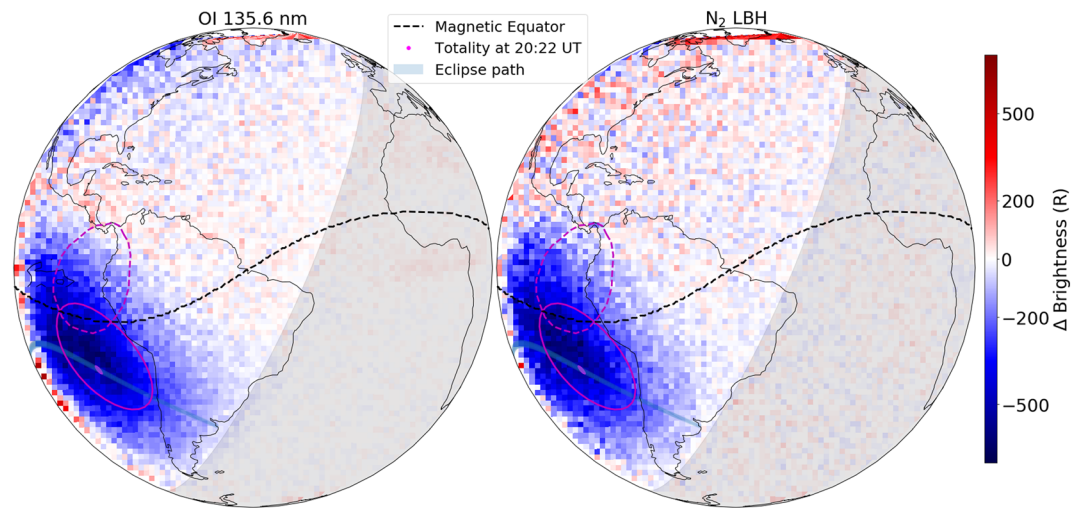 OI 135.6 nm
Magnetic Equator
Totality at 20:22 UT
Eclipse path
N₂ LBH
500
200
0
−200
−500
Δ Brightness (R)